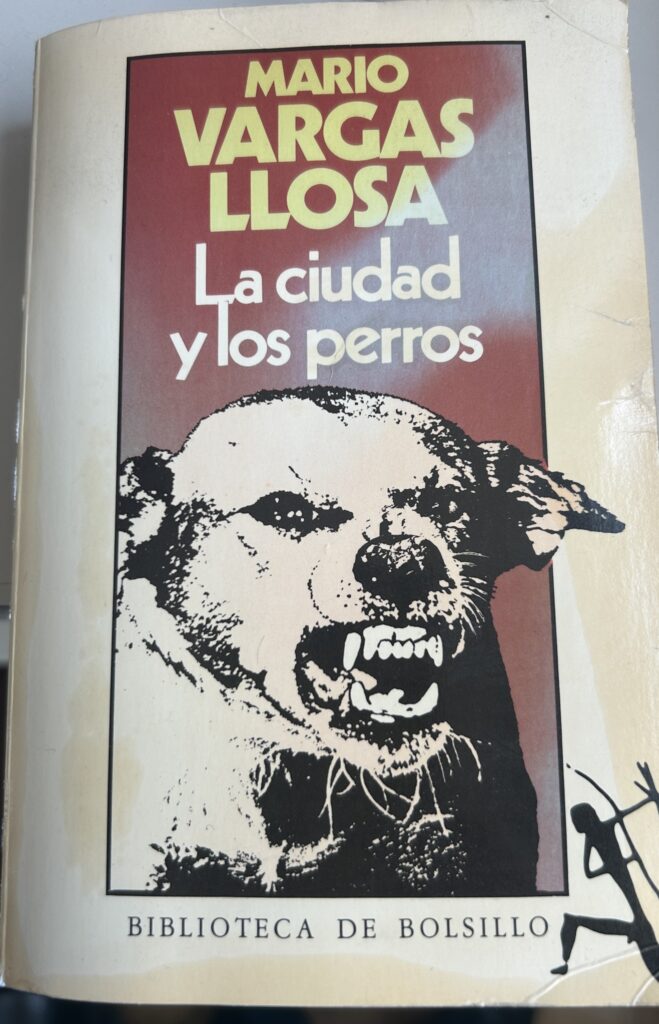 MARIO
VARGAS
LLOSA
La ciudad
y los perros
BIBLIOTECA DE BOLSILLO